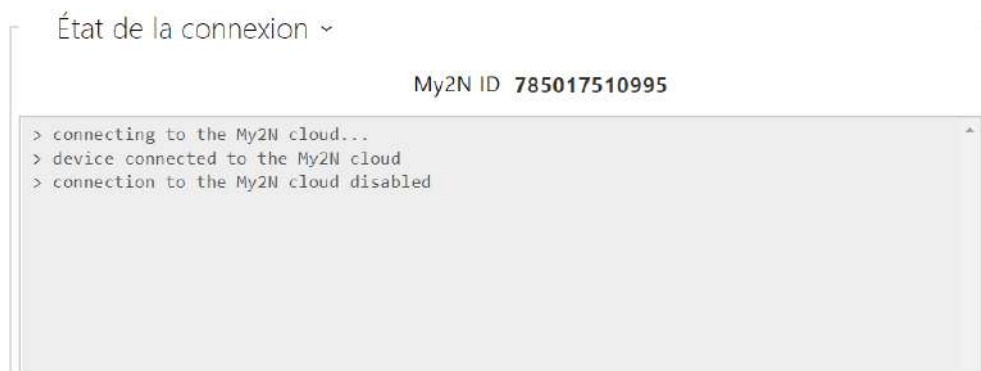 État de la connexion
My2N ID 785017510995
> connecting to the My2N cloud...
> device connected to the My2N cloud
> connection to the My2N cloud disabled